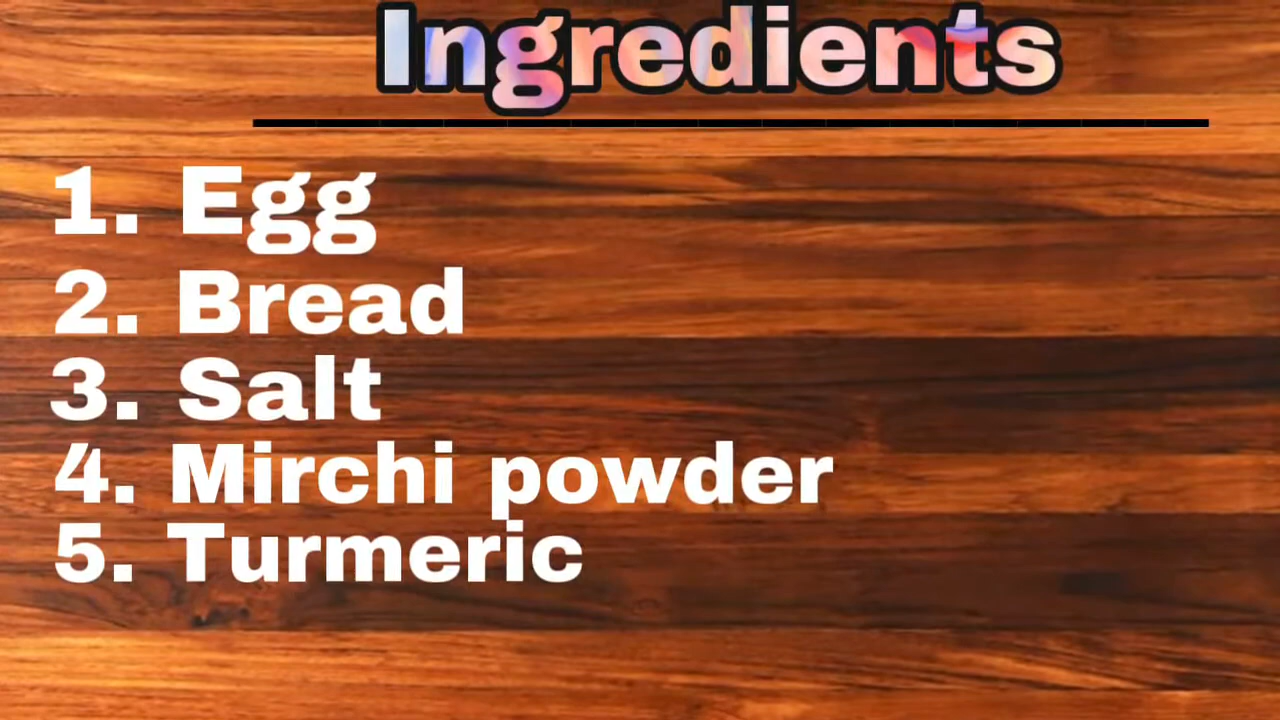 Ingredients
1. Egg
2. Bread
3. Salt
4. Mirchi powder
5. Turmeric